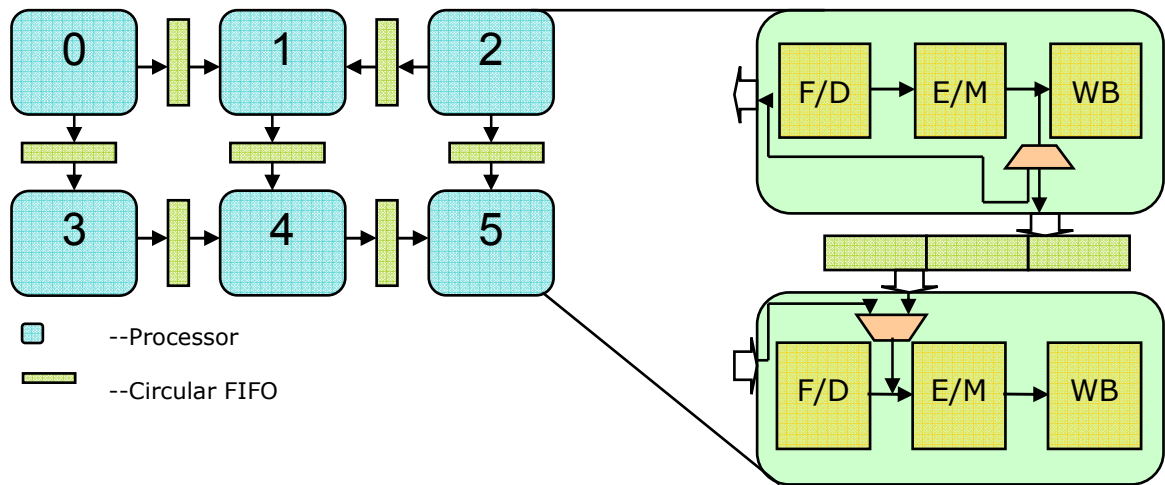 0
1
2
3
4
5
--Processor
--Circular FIFO
F/D
E/M
WB
F/D
E/M
WB